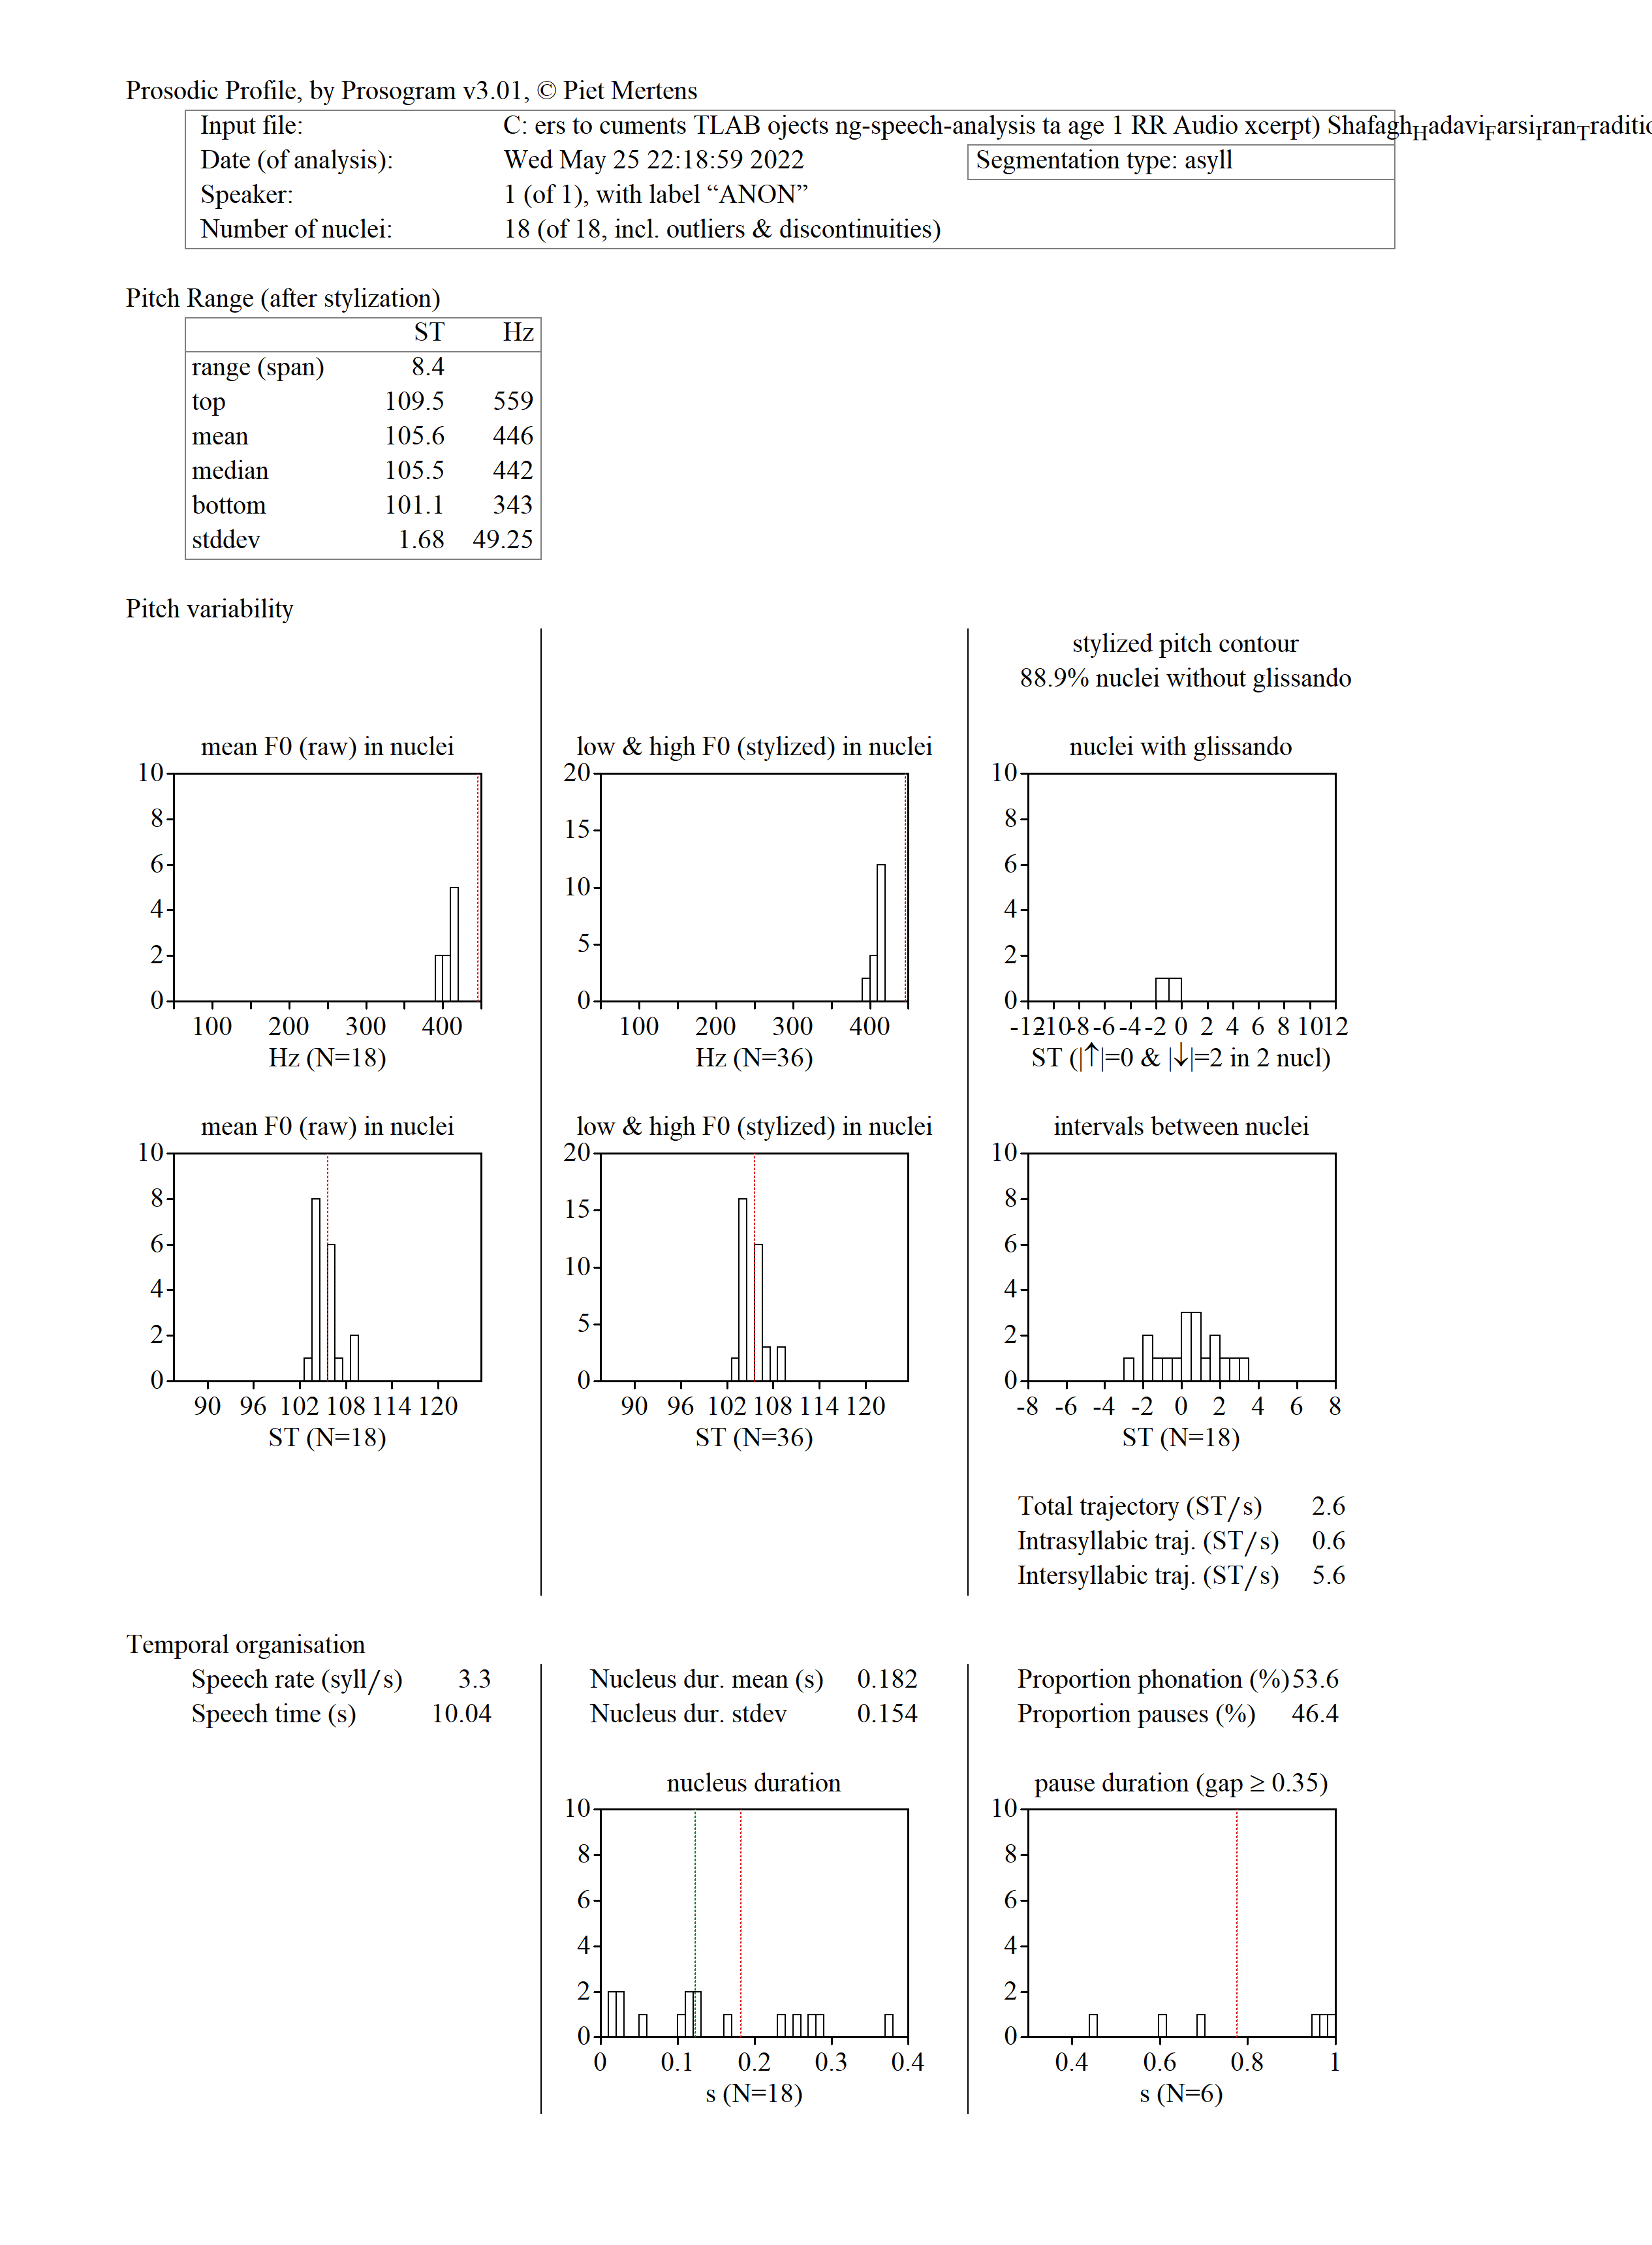 Prosodic Profile, by Prosogram v3.01, © Piet Mertens
Input file: C: ers to cuments TLAB ojects ng-speech-analysis ta age 1 RR Audio xcerpt) ShafaghHadaviFarsiIranTraditio
Date (of analysis): Wed May 25 22:18:59 2022 Segmentation type: asyll
Speaker: 1 (of 1), with label “ANON”
Number of nuclei: 18 (of 18, incl. outliers & discontinuities)
Pitch Range (after stylization)
ST Hz
range (span) 8.4
top 109.5 559
mean 105.6 446
median 105.5 442
bottom 101.1 343
stddev 1.68 49.25
Pitch variability
stylized pitch contour
88.9% nuclei without glissando
mean F0 (raw) in nuclei
10
8
6
4
2
0
100 200 300 400
Hz (N=18)
low & high F0 (stylized) in nuclei
20
15
10
5
0
100 200 300 400
Hz (N=36)
nuclei with glissando
10
8
6
4
2
0
-12 -10 -8 -6 -4 -2 0 2 4 6 8 10 12
ST (|↑|=0 & |↓|=2 in 2 nucl)
mean F0 (raw) in nuclei
10
8
6
4
2
0
90 96 102 108 114 120
ST (N=18)
low & high F0 (stylized) in nuclei
20
15
10
5
0
90 96 102 108 114 120
ST (N=36)
intervals between nuclei
10
8
6
4
2
0
-8 -6 -4 -2 0 2 4 6 8
ST (N=18)
Total trajectory (ST/s) 2.6
Intrasyllabic traj. (ST/s) 0.6
Intersyllabic traj. (ST/s) 5.6
Temporal organisation
Speech rate (syll/s) 3.3
Speech time (s) 10.04
Nucleus dur. mean (s) 0.182
Nucleus dur. stdev 0.154
Proportion phonation (%) 53.6
Proportion pauses (%) 46.4
nucleus duration
10
8
6
4
2
0
0 0.1 0.2 0.3 0.4
s (N=18)
pause duration (gap ≥ 0.35)
10
8
6
4
2
0
0.4 0.6 0.8 1
s (N=6)